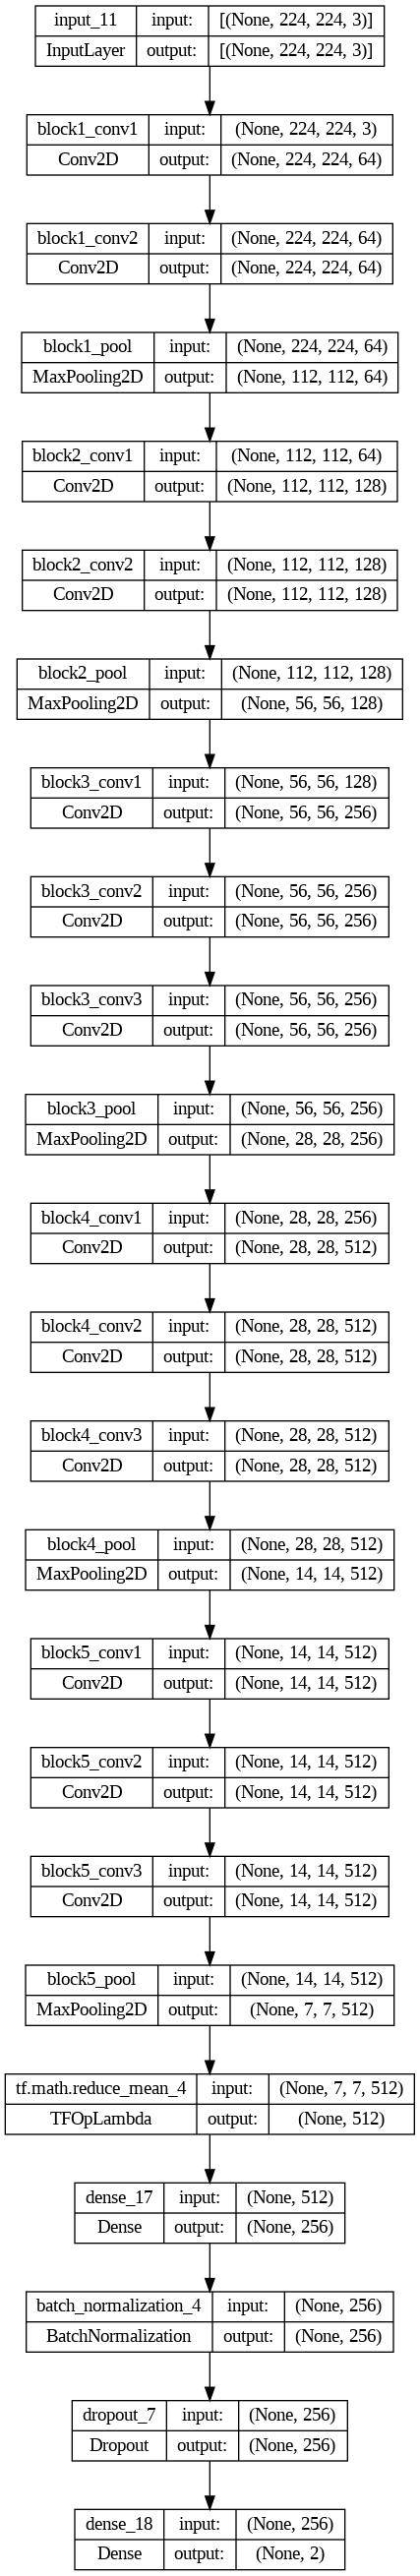 input_11 input: [(None, 224, 224, 3)]
InputLayer output: [(None, 224, 224, 3)]
block1_conv1 input: (None, 224, 224, 3)
Conv2D output: (None, 224, 224, 64)
block1_conv2 input: (None, 224, 224, 64)
Conv2D output: (None, 224, 224, 64)
block1_pool input: (None, 224, 224, 64)
MaxPooling2D output: (None, 112, 112, 64)
block2_conv1 input: (None, 112, 112, 64)
Conv2D output: (None, 112, 112, 128)
block2_conv2 input: (None, 112, 112, 128)
Conv2D output: (None, 112, 112, 128)
block2_pool input: (None, 112, 112, 128)
MaxPooling2D output: (None, 56, 56, 128)
block3_conv1 input: (None, 56, 56, 128)
Conv2D output: (None, 56, 56, 256)
block3_conv2 input: (None, 56, 56, 256)
Conv2D output: (None, 56, 56, 256)
block3_conv3 input: (None, 56, 56, 256)
Conv2D output: (None, 56, 56, 256)
block3_pool input: (None, 56, 56, 256)
MaxPooling2D output: (None, 28, 28, 256)
block4_conv1 input: (None, 28, 28, 256)
Conv2D output: (None, 28, 28, 512)
block4_conv2 input: (None, 28, 28, 512)
Conv2D output: (None, 28, 28, 512)
block4_conv3 input: (None, 28, 28, 512)
Conv2D output: (None, 28, 28, 512)
block4_pool input: (None, 28, 28, 512)
MaxPooling2D output: (None, 14, 14, 512)
block5_conv1 input: (None, 14, 14, 512)
Conv2D output: (None, 14, 14, 512)
block5_conv2 input: (None, 14, 14, 512)
Conv2D output: (None, 14, 14, 512)
block5_conv3 input: (None, 14, 14, 512)
Conv2D output: (None, 14, 14, 512)
block5_pool input: (None, 14, 14, 512)
MaxPooling2D output: (None, 7, 7, 512)
tf.math.reduce_mean_4 input: (None, 7, 7, 512)
TFOpLambda output: (None, 512)
dense_17 input: (None, 512)
Dense output: (None, 256)
batch_normalization_4 input: (None, 256)
BatchNormalization output: (None, 256)
dropout_7 input: (None, 256)
Dropout output: (None, 256)
dense_18 input: (None, 256)
Dense output: (None, 2)